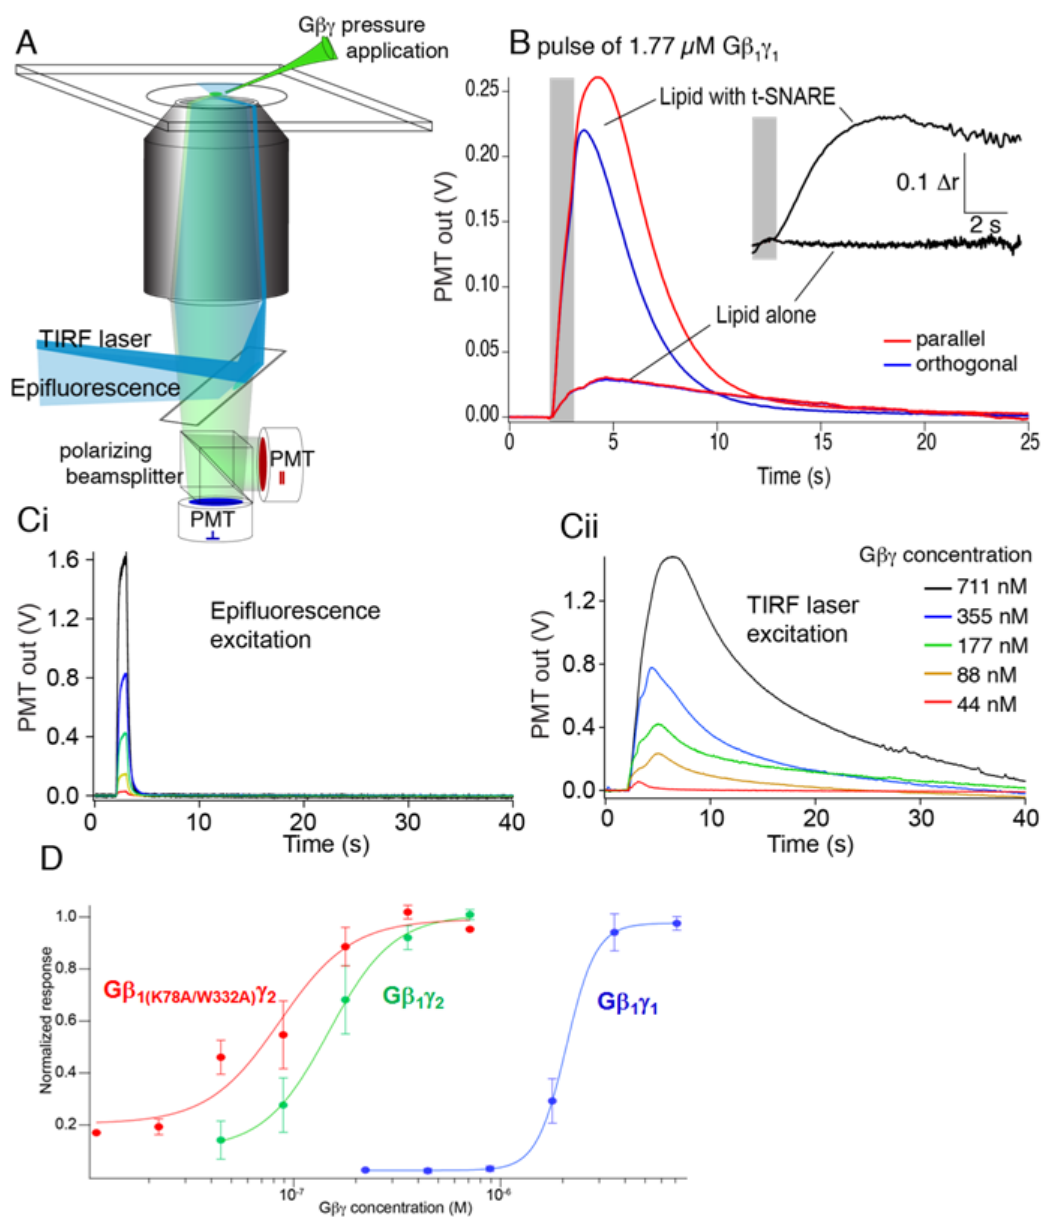 A
Gβγ pressure
application
TIRF laser
Epifluorescence
polarizing
beamsplitter
PMT
||
PMT
⊥
B pulse of 1.77 μM Gβ₁γ₁
PMT out (V)
0.25
0.20
0.15
0.10
0.05
0.00
Lipid with t-SNARE
0.1 Δr
2 s
Lipid alone
parallel
orthogonal
0 5 10 15 20 25
Time (s)
Ci
PMT out (V)
1.6
1.2
0.8
0.4
0.0
Epifluorescence
excitation
0 10 20 30 40
Time (s)
Cii
PMT out (V)
1.2
0.8
0.4
0.0
TIRF laser
excitation
Gβγ concentration
711 nM
355 nM
177 nM
88 nM
44 nM
0 10 20 30 40
Time (s)
D
Normalized response
1.0
0.8
0.6
0.4
0.2
Gβ₁(K78A/W332A)γ₂
Gβ₁γ₂
Gβ₁γ₁
10⁻⁷ 10⁻⁶
Gβγ concentration (M)